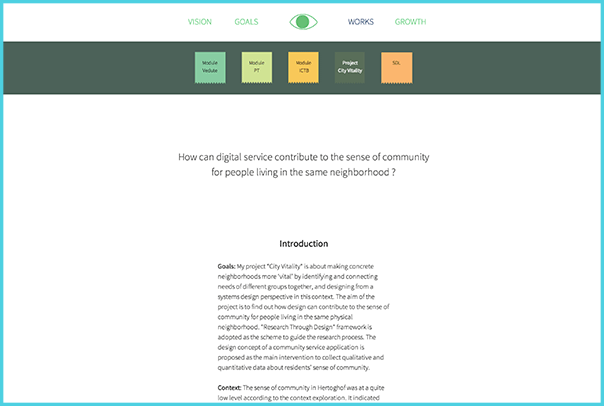 VISION GOALS WORKS GROWTH
Module
Vedute
Module
PT
Module
ICTB
Project
City Vitality
SDL
How can digital service contribute to the sense of community
for people living in the same neighborhood ?
Introduction
Goals: My project "City Vitality" is about making concrete
neighborhoods more 'vital' by identifying and connecting
needs of different groups together, and designing from a
systems design perspective in this context. The aim of the
project is to find out how design can contribute to the sense of
community for people living in the same physical
neighborhood. "Research Through Design" framework is
adopted as the scheme to guide the research process. The
design concept of a community service application is
proposed as the main intervention to collect qualitative and
quantitative data about residents' sense of community.
Context: The sense of community in Hertoghof was at a quite
low level according to the context exploration. It indicated